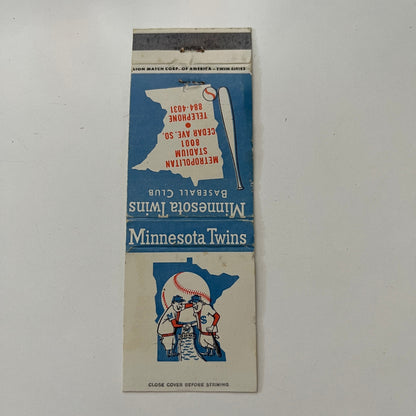 ION MATCH CORP. OF AMERICA - TWIN CITIES
METROPOLITAN
STADIUM
8001
CEDAR AVE. SO.
•
TELEPHONE
884-4031
Minnesota Twins
BASEBALL CLUB
Minnesota Twins
M
S
CLOSE COVER BEFORE STRIKING